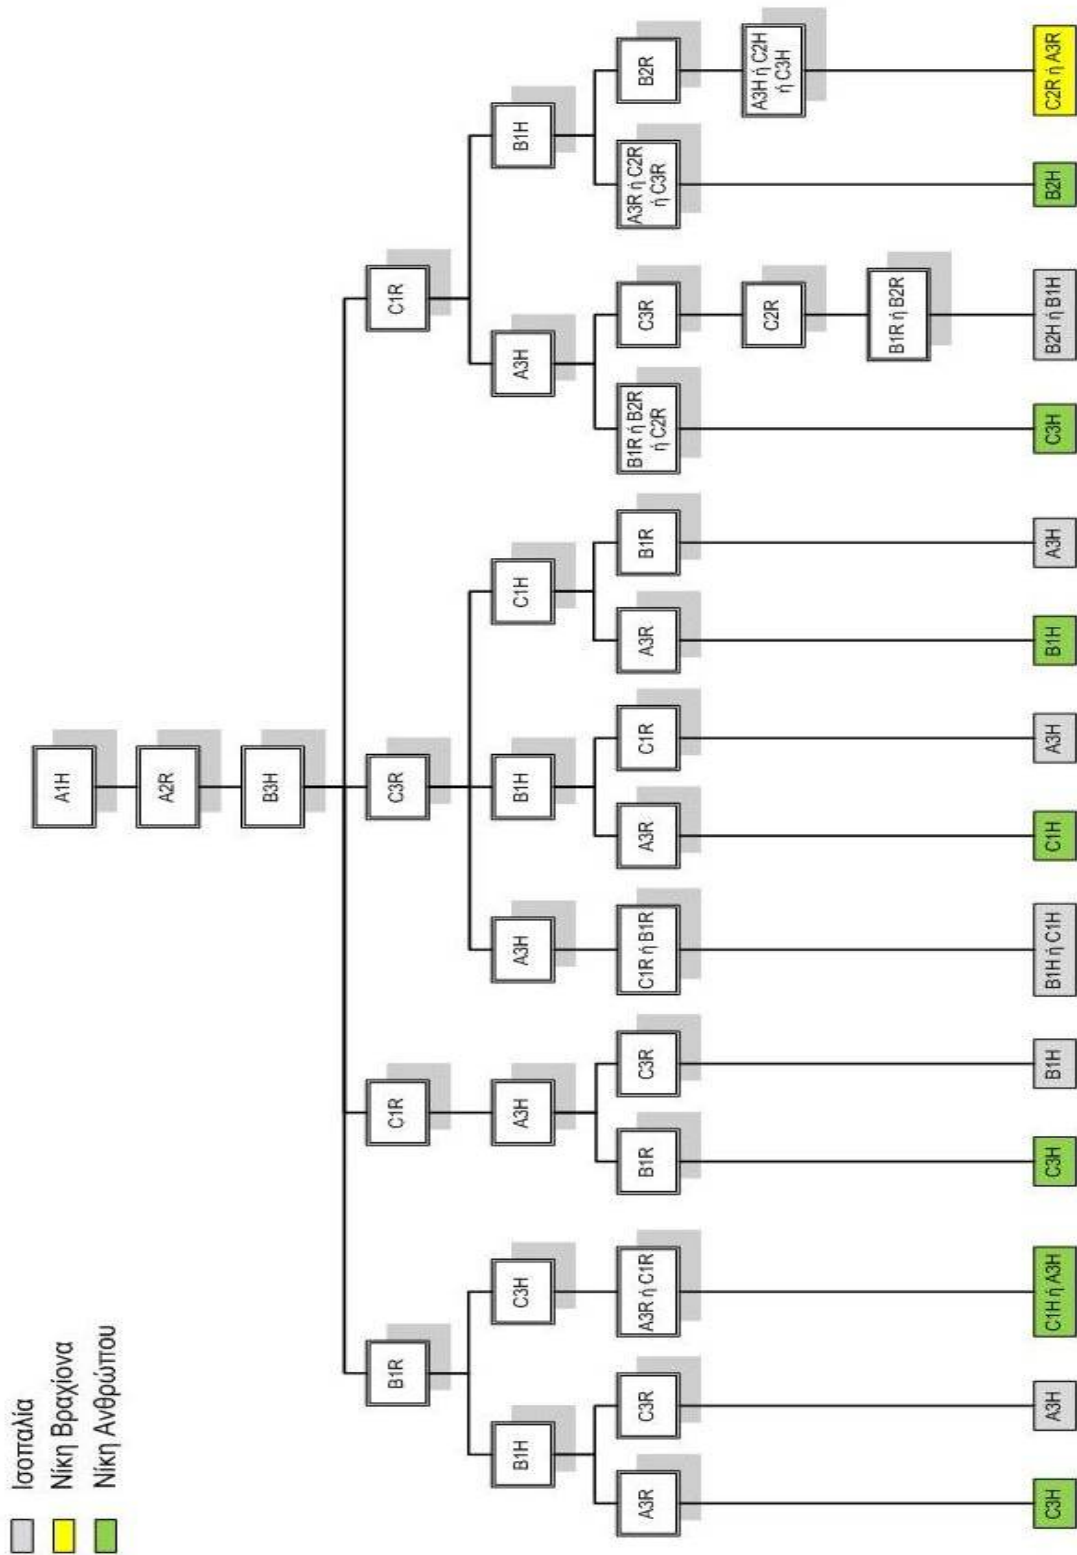 Ισοπαλία
Νίκη Βραχίονα
Νίκη Ανθρώπου
A1H
A2R
B3H
B1R
C1R
C3R
C1R
B1H
C3H
A3H
A3H
B1H
C1H
A3H
B1H
A3R
C3R
A3R ή C1R
B1R
C3R
C1R ή B1R
A3R
C1R
A3R
B1R
B1R ή B2R
ή C2R
C3R
A3R ή C2R
ή C3R
B2R
C2R
A3H ή C2H
ή C3H
B1R ή B2R
C3H
A3H
C1H ή A3H
C3H
B1H
B1H ή C1H
C1H
A3H
B1H
A3H
C3H
B2H ή B1H
B2H
C2R ή A3R